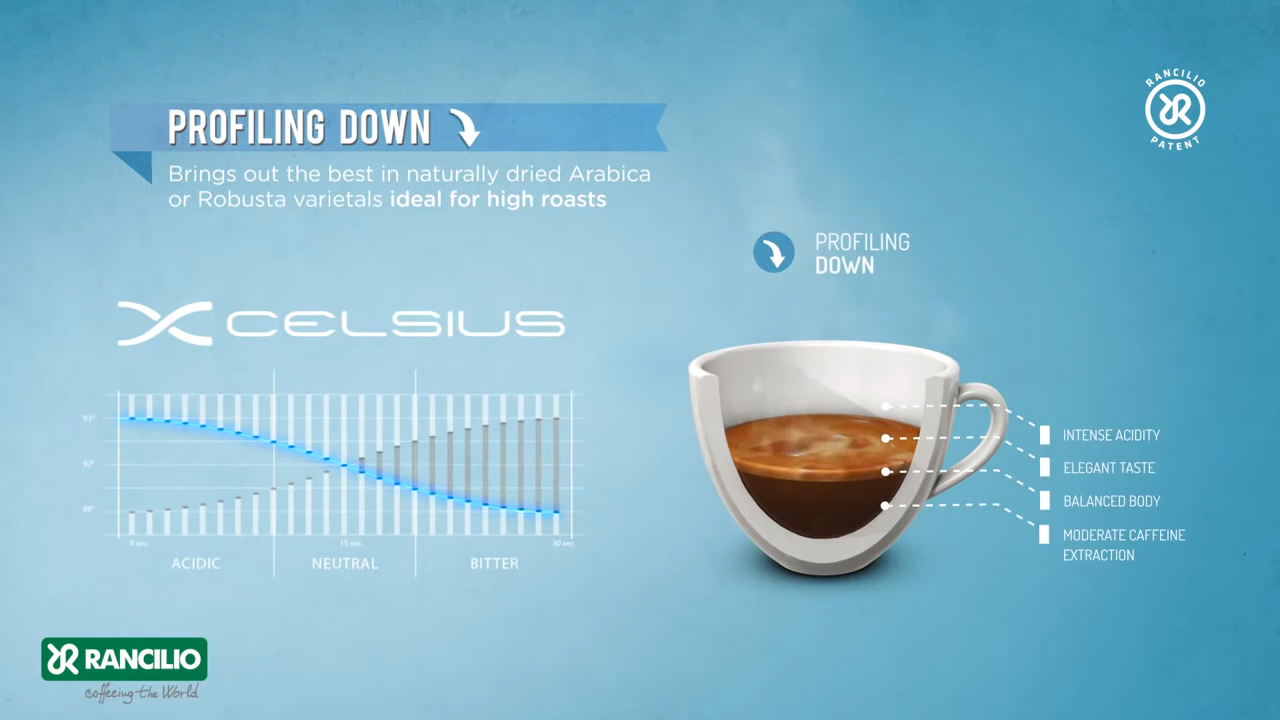 RANCILIO
PATENT
PROFILING DOWN
Brings out the best in naturally dried Arabica
or Robusta varietals ideal for high roasts
PROFILING
DOWN
XCELSIUS
92°
0 sec.
15 sec.
30 sec.
ACIDIC
NEUTRAL
BITTER
INTENSE ACIDITY
ELEGANT TASTE
BALANCED BODY
MODERATE CAFFEINE
EXTRACTION
RANCILIO
coffeeing the World